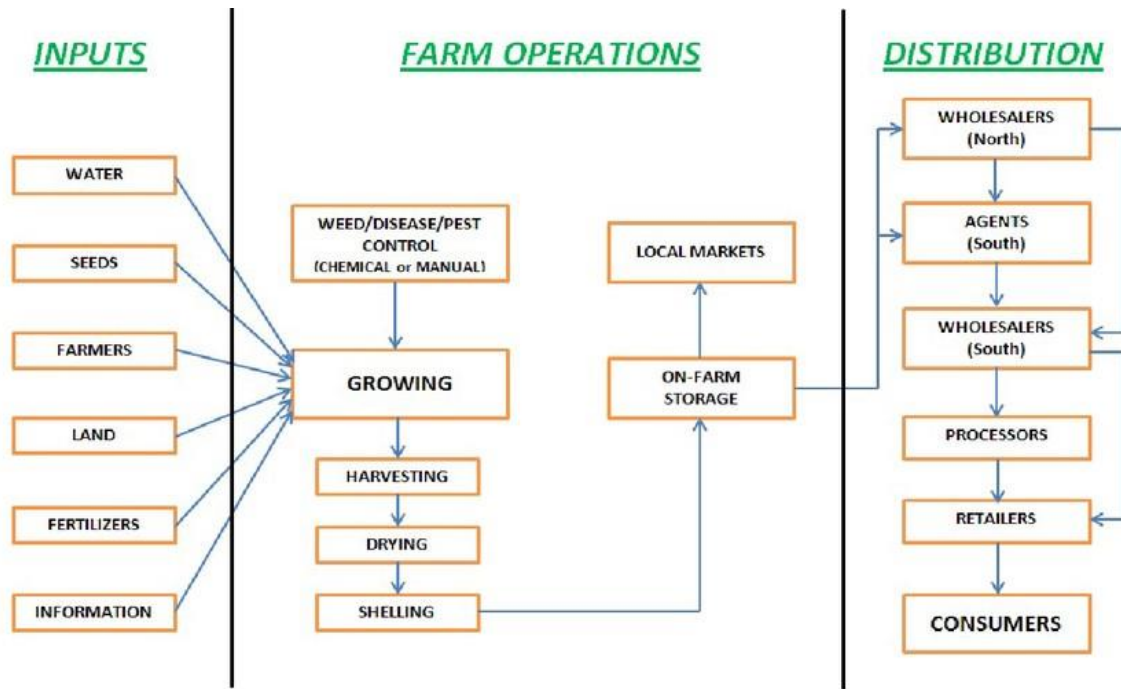 INPUTS
FARM OPERATIONS
DISTRIBUTION
WATER
SEEDS
FARMERS
LAND
FERTILIZERS
INFORMATION
WEED/DISEASE/PEST
CONTROL
(CHEMICAL or MANUAL)
GROWING
HARVESTING
DRYING
SHELLING
LOCAL MARKETS
ON-FARM
STORAGE
WHOLESALERS
(North)
AGENTS
(South)
WHOLESALERS
(South)
PROCESSORS
RETAILERS
CONSUMERS